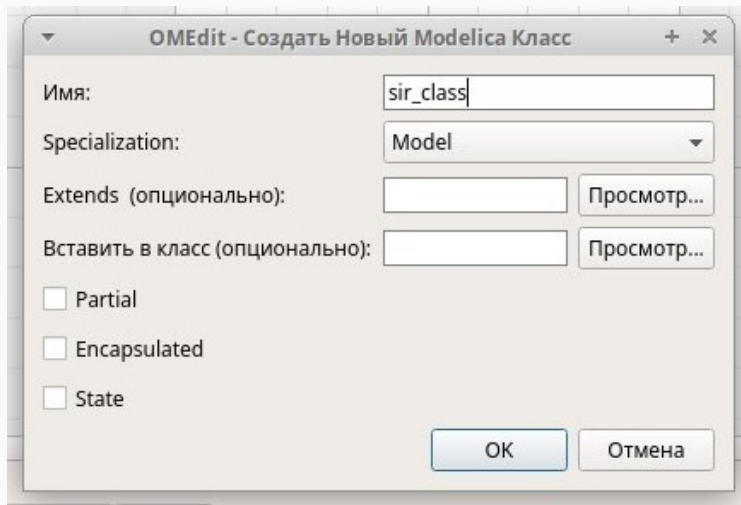 OMEdit - Создать Новый Modelica Класс
Имя: sir_class
Specialization: Model
Extends (опционально): Просмотр...
Вставить в класс (опционально): Просмотр...
Partial
Encapsulated
State
OK Отмена